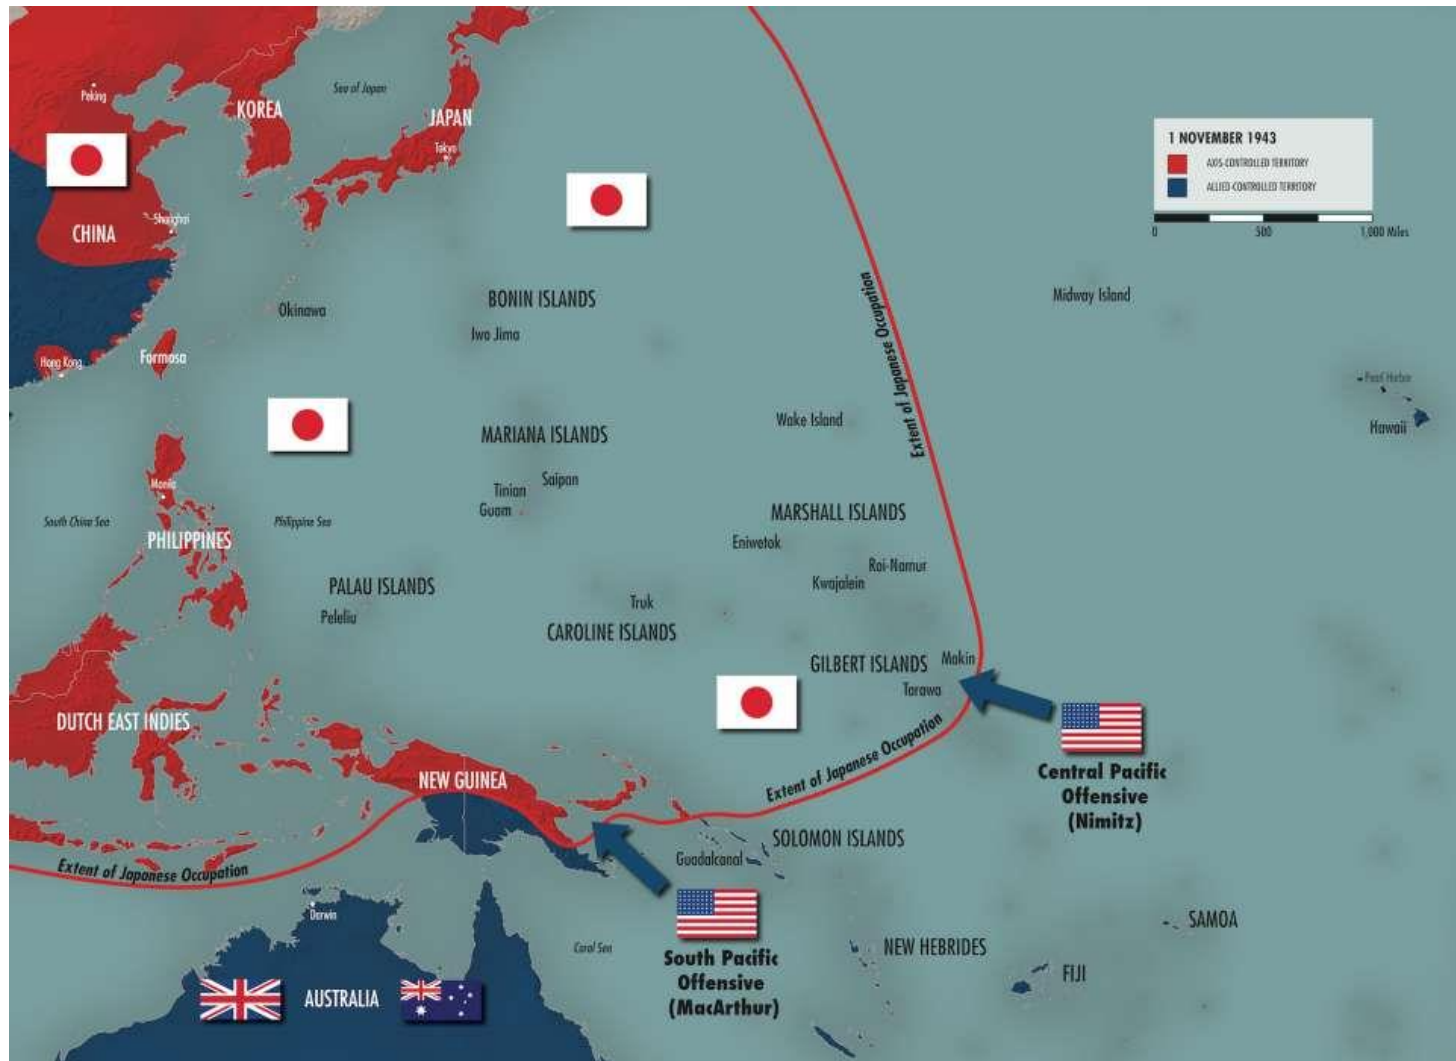 Peking
KOREA
Sea of Japan
JAPAN
Tokyo
1 NOVEMBER 1943
AXIS-CONTROLLED TERRITORY
ALLIED-CONTROLLED TERRITORY
0 500 1,000 Miles
Shanghai
CHINA
Okinawa
BONIN ISLANDS
Iwo Jima
Extent of Japanese Occupation
Midway Island
Hong Kong
Formosa
Pearl Harbor
Hawaii
Wake Island
MARIANA ISLANDS
Saipan
Tinian
Guam
Manila
South China Sea
Philippine Sea
PHILIPPINES
MARSHALL ISLANDS
Eniwetok
Roi-Namur
Kwajalein
PALAU ISLANDS
Peleliu
Truk
CAROLINE ISLANDS
GILBERT ISLANDS
Makin
Tarawa
DUTCH EAST INDIES
NEW GUINEA
Extent of Japanese Occupation
Central Pacific
Offensive
(Nimitz)
SOLOMON ISLANDS
Guadalcanal
Extent of Japanese Occupation
Darwin
Coral Sea
South Pacific
Offensive
(MacArthur)
NEW HEBRIDES
SAMOA
FIJI
AUSTRALIA